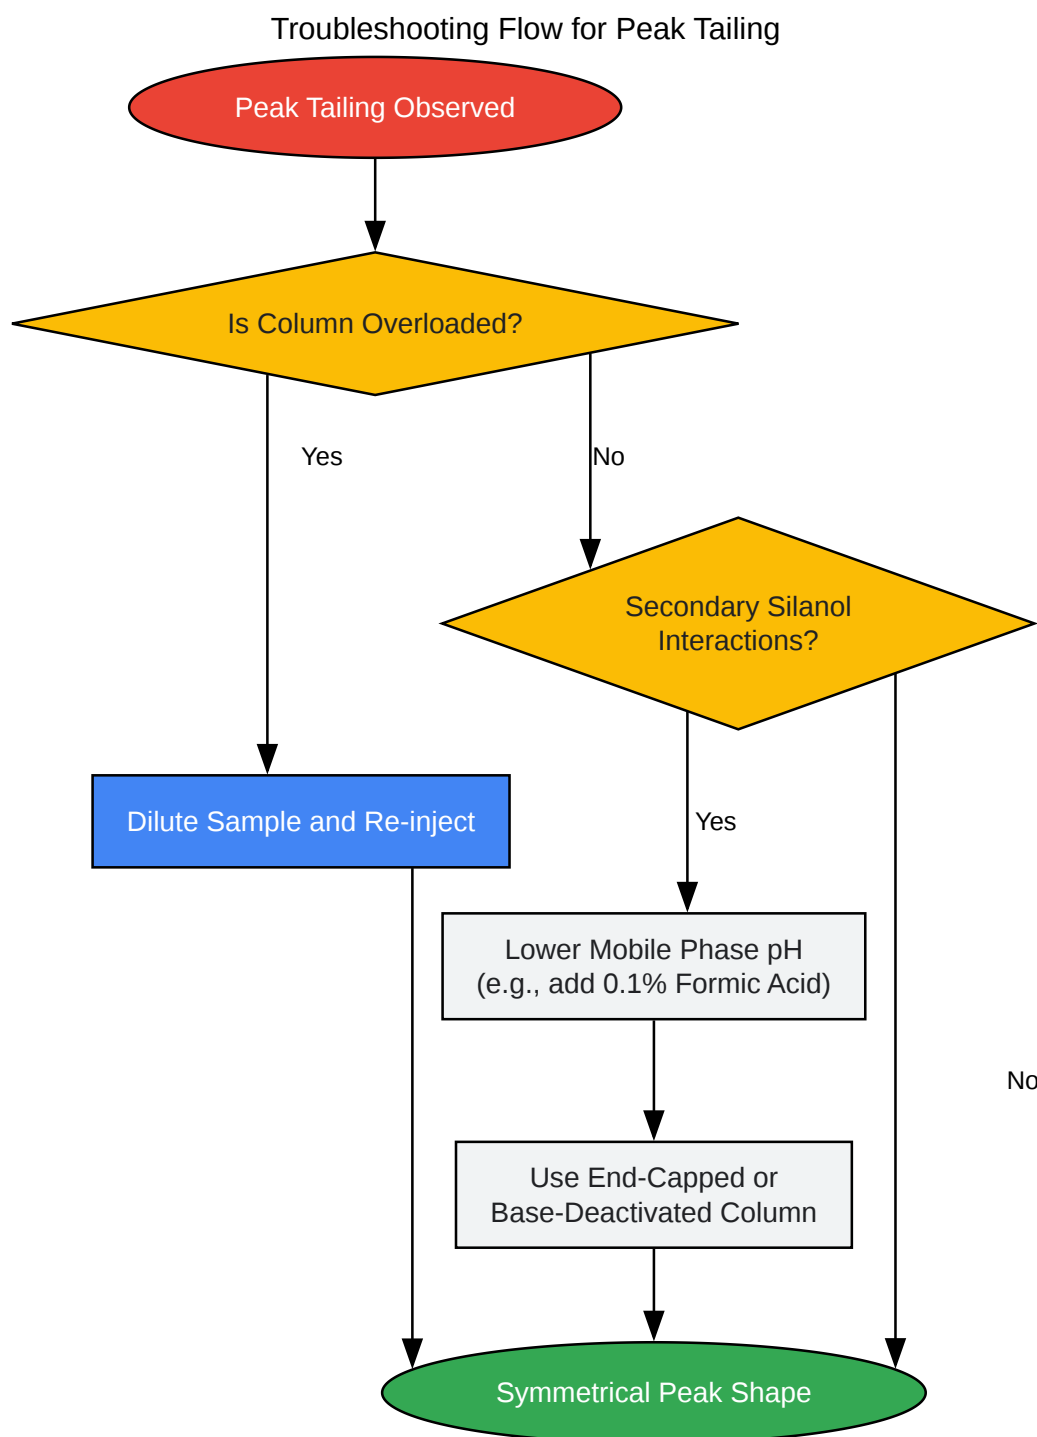 Troubleshooting Flow for Peak Tailing
Peak Tailing Observed
Is Column Overloaded?
Yes
No
Secondary Silanol
Interactions?
Dilute Sample and Re-inject
Yes
Lower Mobile Phase pH
(e.g., add 0.1% Formic Acid)
No
Use End-Capped or
Base-Deactivated Column
Symmetrical Peak Shape